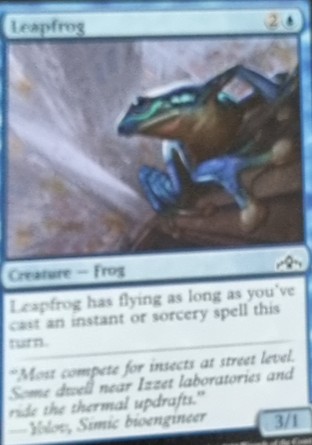 Leapfrog 2
Creature — Frog
Leapfrog has flying as long as you've
cast an instant or sorcery spell this
turn.
"Most compete for insects at street level.
Some dwell near Izzet laboratories and
ride the thermal updrafts."
—Yolov, Simic bioengineer
3/1